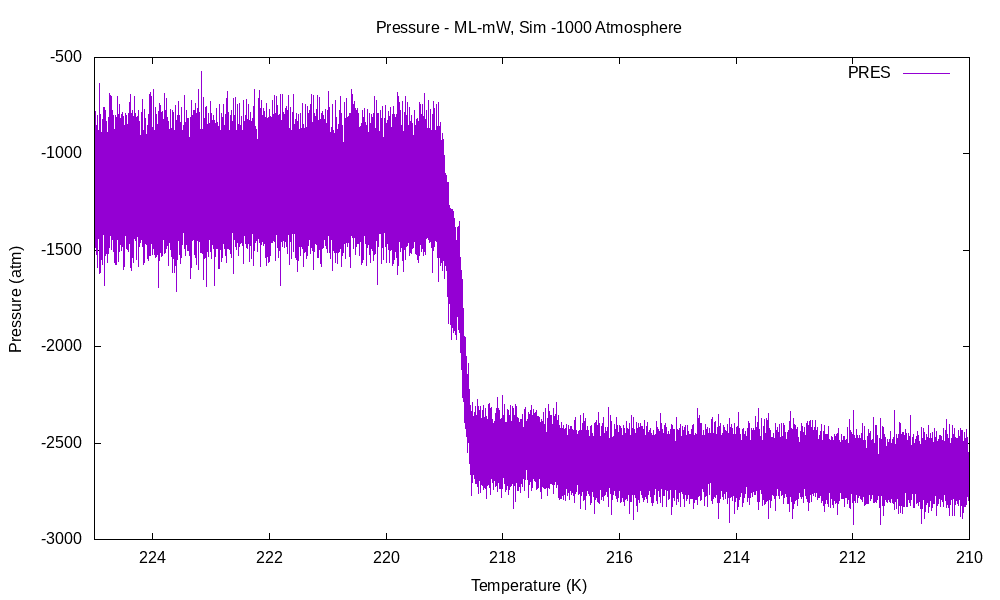 Pressure - ML-mW, Sim -1000 Atmosphere
PRES
-500
-1000
-1500
-2000
-2500
-3000
Pressure (atm)
224 222 220 218 216 214 212 210
Temperature (K)